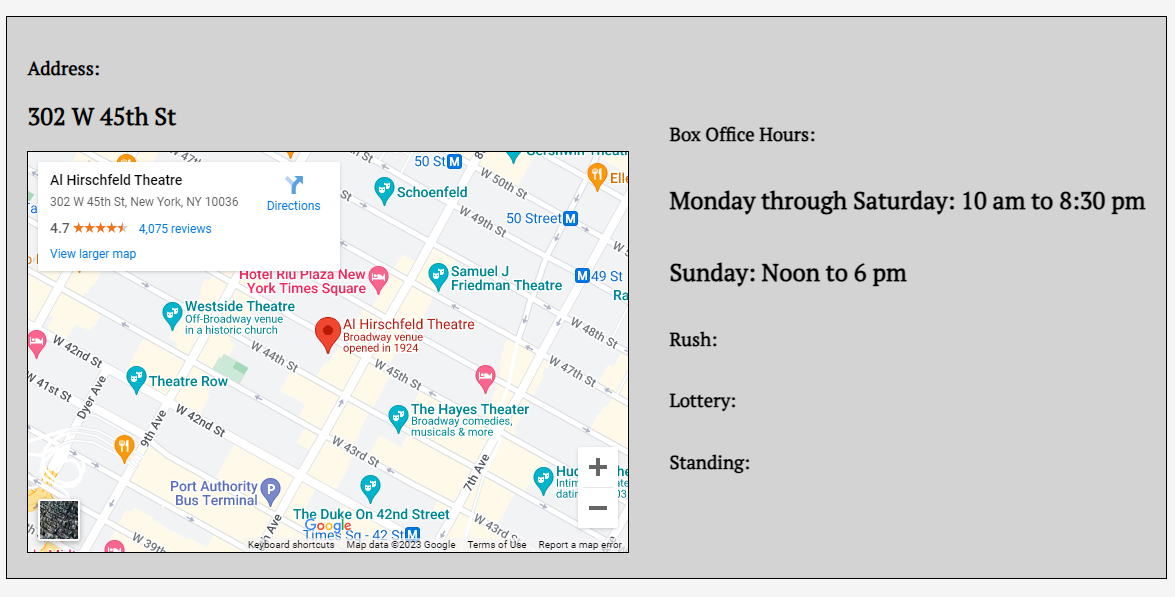 Address:
302 W 45th St
Al Hirschfeld Theatre
302 W 45th St, New York, NY 10036
Directions
4.7
4,075 reviews
View larger map
W 47th
50 St M
W 50th St
Schoenfeld
W 49th St
50 Street M
M 49 St
Hotel Riu Plaza New
York Times Square
Samuel J
Friedman Theatre
Westside Theatre
Off-Broadway venue
in a historic church
Al Hirschfeld Theatre
Broadway venue
opened in 1924
W 48th St
W 42nd St
W 44th St
W 45th St
W 47th St
W 41st St
Theatre Row
Dyer Ave
9th Ave
W 42nd St
The Hayes Theater
Broadway comedies,
musicals & more
W 43rd St
7th Ave
Port Authority
Bus Terminal
P
The Duke On 42nd Street
Google
Times Sq - 42 St M
W 43rd St
W 39th
Keyboard shortcuts
Map data ©2023 Google
Terms of Use
Report a map error
Box Office Hours:
Monday through Saturday: 10 am to 8:30 pm
Sunday: Noon to 6 pm
Rush:
Lottery:
Standing: